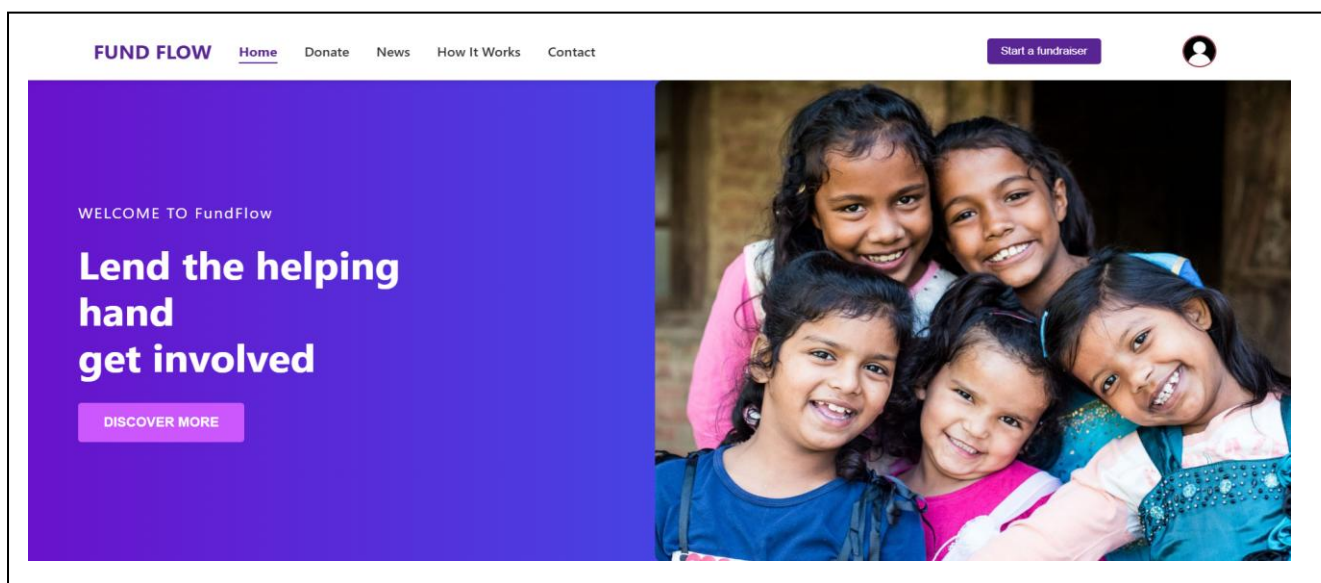 FUND FLOW Home Donate News How It Works Contact Start a fundraiser
WELCOME TO FundFlow
Lend the helping
hand
get involved
DISCOVER MORE